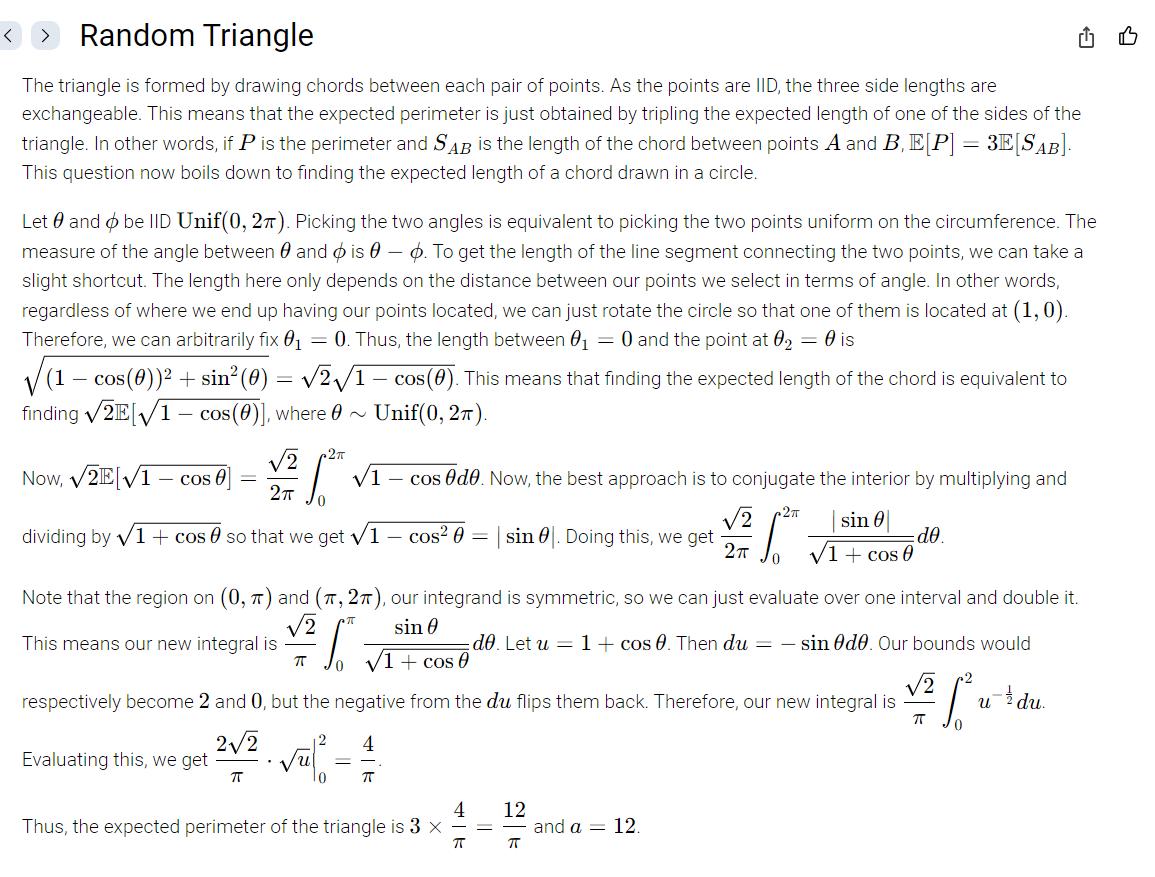 Random Triangle
The triangle is formed by drawing chords between each pair of points. As the points are IID, the three side lengths are
exchangeable. This means that the expected perimeter is just obtained by tripling the expected length of one of the sides of the
triangle. In other words, if $P$ is the perimeter and $S_{AB}$ is the length of the chord between points $A$ and $B$, $\mathbb{E}[P] = 3\mathbb{E}[S_{AB}]$.
This question now boils down to finding the expected length of a chord drawn in a circle.
Let $\theta$ and $\phi$ be IID $\text{Unif}(0, 2\pi)$. Picking the two angles is equivalent to picking the two points uniform on the circumference. The
measure of the angle between $\theta$ and $\phi$ is $\theta - \phi$. To get the length of the line segment connecting the two points, we can take a
slight shortcut. The length here only depends on the distance between our points we select in terms of angle. In other words,
regardless of where we end up having our points located, we can just rotate the circle so that one of them is located at $(1, 0)$.
Therefore, we can arbitrarily fix $\theta_1 = 0$. Thus, the length between $\theta_1 = 0$ and the point at $\theta_2 = \theta$ is
$\sqrt{(1 - \cos(\theta))^2 + \sin^2(\theta)} = \sqrt{2}\sqrt{1 - \cos(\theta)}$. This means that finding the expected length of the chord is equivalent to
finding $\sqrt{2}\mathbb{E}[\sqrt{1 - \cos(\theta)}]$, where $\theta \sim \text{Unif}(0, 2\pi)$.
Now, $\sqrt{2}\mathbb{E}[\sqrt{1 - \cos\theta}] = \frac{\sqrt{2}}{2\pi}\int_0^{2\pi} \sqrt{1 - \cos\theta}d\theta$. Now, the best approach is to conjugate the interior by multiplying and
dividing by $\sqrt{1 + \cos\theta}$ so that we get $\sqrt{1 - \cos^2\theta} = |\sin\theta|$. Doing this, we get $\frac{\sqrt{2}}{2\pi}\int_0^{2\pi} \frac{|\sin\theta|}{\sqrt{1 + \cos\theta}}d\theta$.
Note that the region on $(0, \pi)$ and $(\pi, 2\pi)$, our integrand is symmetric, so we can just evaluate over one interval and double it.
This means our new integral is $\frac{\sqrt{2}}{\pi}\int_0^{\pi} \frac{\sin\theta}{\sqrt{1 + \cos\theta}}d\theta$. Let $u = 1 + \cos\theta$. Then $du = -\sin\theta d\theta$. Our bounds would
respectively become $2$ and $0$, but the negative from the $du$ flips them back. Therefore, our new integral is $\frac{\sqrt{2}}{\pi}\int_0^2 u^{-\frac{1}{2}}du$.
Evaluating this, we get $\frac{2\sqrt{2}}{\pi} \cdot \sqrt{u}\Big|_0^2 = \frac{4}{\pi}$.
Thus, the expected perimeter of the triangle is $3 \times \frac{4}{\pi} = \frac{12}{\pi}$ and $a = 12$.